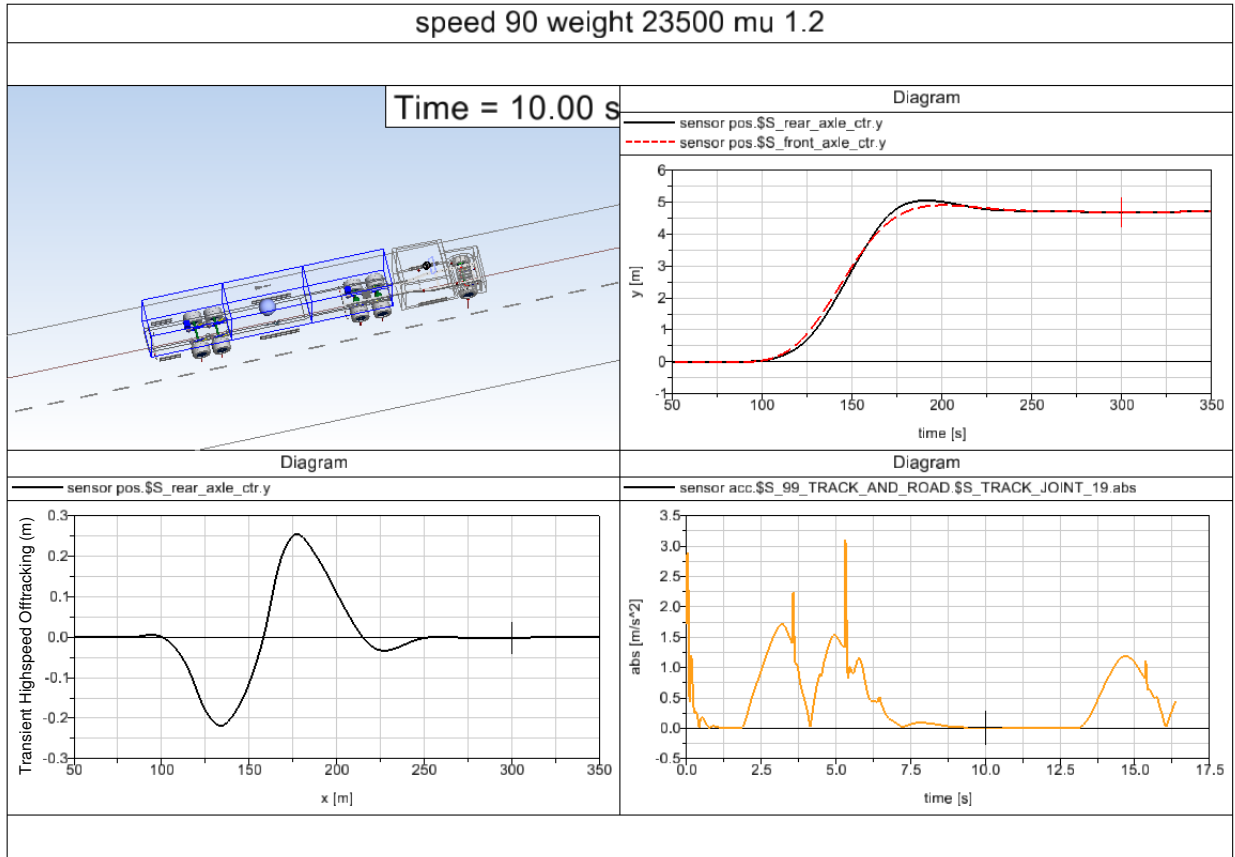 speed 90 weight 23500 mu 1.2
Time = 10.00 s
Diagram
sensor pos.$S_rear_axle_ctr.y
sensor pos.$S_front_axle_ctr.y
y [m]
6
5
4
3
2
1
0
-1
50 100 150 200 250 300 350
time [s]
Diagram
sensor pos.$S_rear_axle_ctr.y
Transient Highspeed Offtracking (m)
0.3
0.2
0.1
0.0
-0.1
-0.2
-0.3
50 100 150 200 250 300 350
x [m]
Diagram
sensor acc.$S_99_TRACK_AND_ROAD.$S_TRACK_JOINT_19.abs
abs [m/s^2]
3.5
3.0
2.5
2.0
1.5
1.0
0.5
0.0
-0.5
0.0 2.5 5.0 7.5 10.0 12.5 15.0 17.5
time [s]